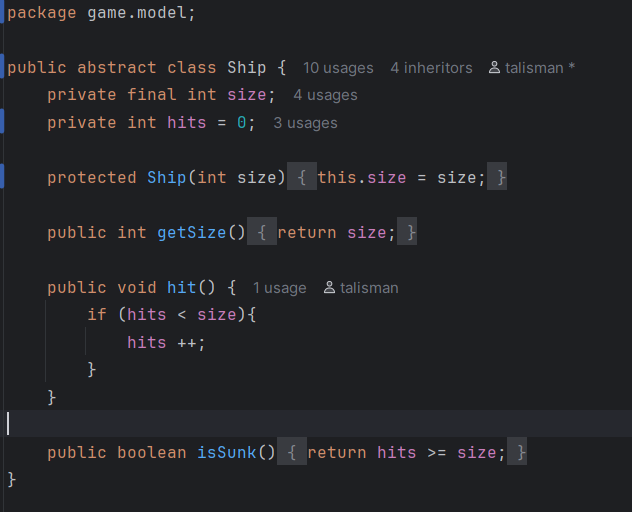 package game.model;
public abstract class Ship { 10 usages 4 inheritors talisman *
private final int size; 4 usages
private int hits = 0; 3 usages
protected Ship(int size) { this.size = size; }
public int getSize() { return size; }
public void hit() { 1 usage talisman
if (hits < size){
hits ++;
}
}
public boolean isSunk() { return hits >= size; }
}